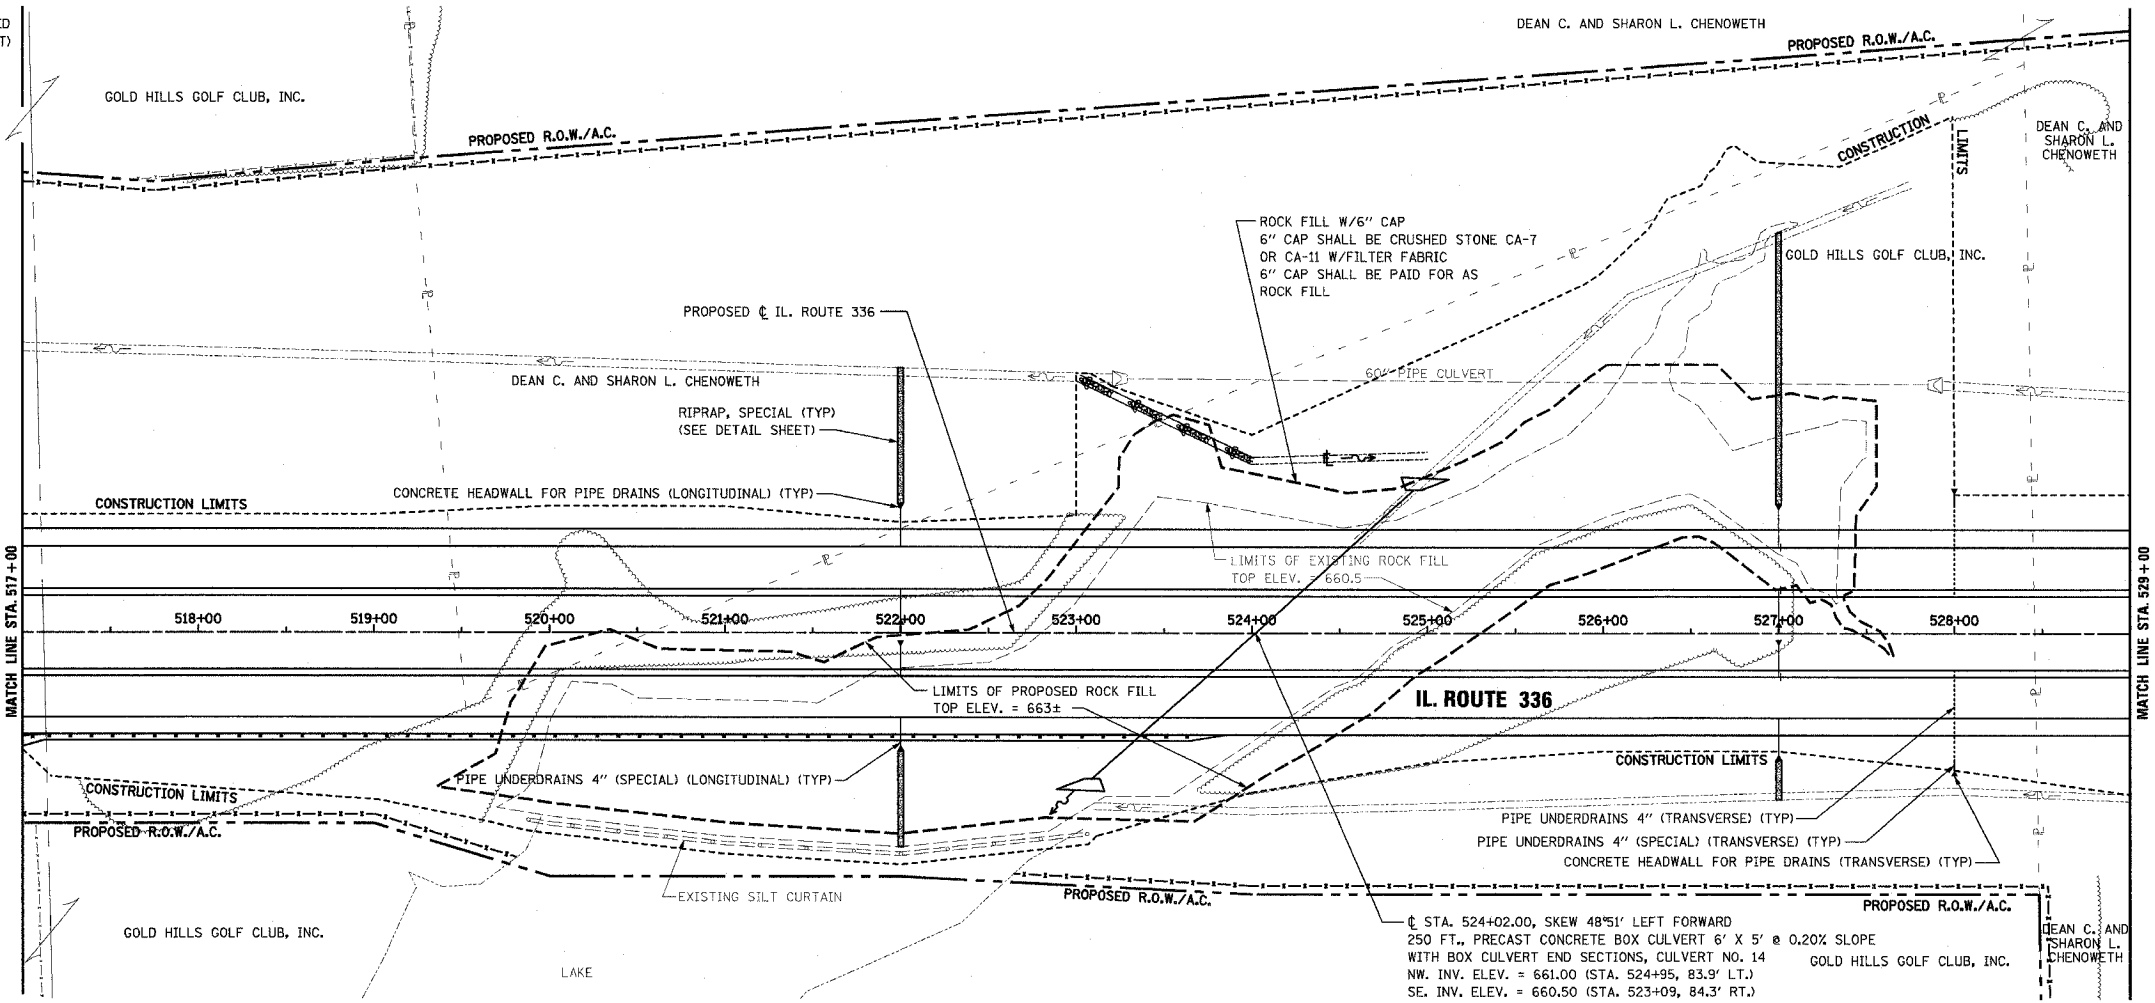 ED
T)
DEAN C. AND SHARON L. CHENOWETH
PROPOSED R.O.W./A.C.
GOLD HILLS GOLF CLUB, INC.
PROPOSED R.O.W./A.C.
CONSTRUCTION
LIMITS
DEAN C. AND
SHARON L.
CHENOWETH
ROCK FILL W/6" CAP
6" CAP SHALL BE CRUSHED STONE CA-7
OR CA-11 W/FILTER FABRIC
6" CAP SHALL BE PAID FOR AS
ROCK FILL
GOLD HILLS GOLF CLUB, INC.
PROPOSED ℄ IL. ROUTE 336
DEAN C. AND SHARON L. CHENOWETH
60" PIPE CULVERT
RIPRAP, SPECIAL (TYP)
(SEE DETAIL SHEET)
CONCRETE HEADWALL FOR PIPE DRAINS (LONGITUDINAL) (TYP)
CONSTRUCTION LIMITS
LIMITS OF EXISTING ROCK FILL
TOP ELEV. = 660.5
MATCH LINE STA. 517+00
518+00
519+00
520+00
521+00
522+00
523+00
524+00
525+00
526+00
527+00
528+00
MATCH LINE STA. 529+00
LIMITS OF PROPOSED ROCK FILL
TOP ELEV. = 663±
IL. ROUTE 336
PIPE UNDERDRAINS 4" (SPECIAL) (LONGITUDINAL) (TYP)
CONSTRUCTION LIMITS
CONSTRUCTION LIMITS
PROPOSED R.O.W./A.C.
PIPE UNDERDRAINS 4" (TRANSVERSE) (TYP)
PIPE UNDERDRAINS 4" (SPECIAL) (TRANSVERSE) (TYP)
CONCRETE HEADWALL FOR PIPE DRAINS (TRANSVERSE) (TYP)
EXISTING SILT CURTAIN
PROPOSED R.O.W./A.C.
PROPOSED R.O.W./A.C.
GOLD HILLS GOLF CLUB, INC.
LAKE
℄ STA. 524+02.00, SKEW 48°51' LEFT FORWARD
250 FT., PRECAST CONCRETE BOX CULVERT 6' X 5' @ 0.20% SLOPE
WITH BOX CULVERT END SECTIONS, CULVERT NO. 14
NW. INV. ELEV. = 661.00 (STA. 524+95, 83.9' LT.)
SE. INV. ELEV. = 660.50 (STA. 523+09, 84.3' RT.)
GOLD HILLS GOLF CLUB, INC.
DEAN C. AND
SHARON L.
CHENOWETH